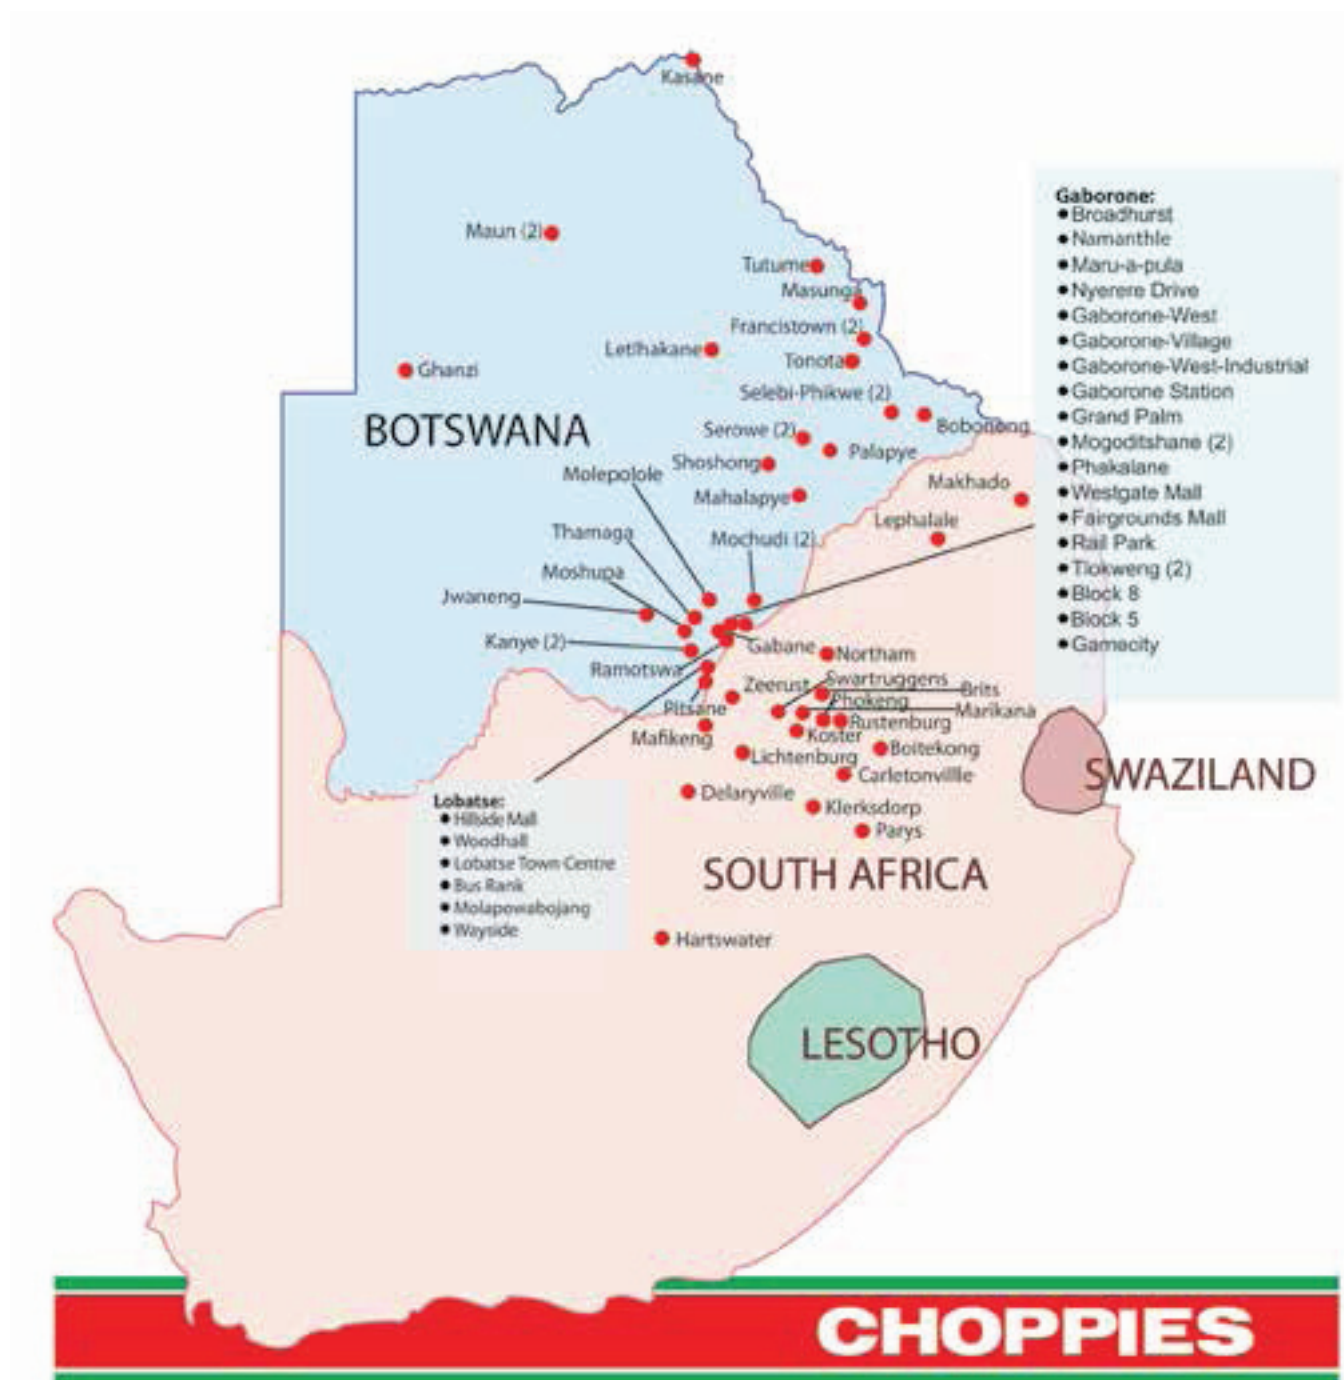 Kasane
Maun (2)
Tutume
Masunga
Francistown (2)
Letlhakane
Tonota
Ghanzi
Selebi-Phikwe (2)
BOTSWANA
Bobonong
Serowe (2)
Palapye
Shoshong
Molepolole
Mahalapye
Makhado
Lephalale
Thamaga
Mochudi (2)
Moshupa
Jwaneng
Kanye (2)
Gabane
Northam
Ramotswa
Zeerust
Swartruggens
Brits
Phokeng
Pitsane
Marikana
Rustenburg
Mafikeng
Koster
Lichtenburg
Boitekong
Carletonvillle
Delaryville
Klerksdorp
Parys
SWAZILAND
SOUTH AFRICA
Hartswater
LESOTHO
Gaborone:
● Broadhurst
● Namanthle
● Maru-a-pula
● Nyerere Drive
● Gaborone-West
● Gaborone-Village
● Gaborone-West-Industrial
● Gaborone Station
● Grand Palm
● Mogoditshane (2)
● Phakalane
● Westgate Mall
● Fairgrounds Mall
● Rail Park
● Tlokweng (2)
● Block 8
● Block 5
● Gamecity
Lobatse:
● Hillside Mall
● Woodhall
● Lobatse Town Centre
● Bus Rank
● Molapowabojang
● Wayside
CHOPPIES